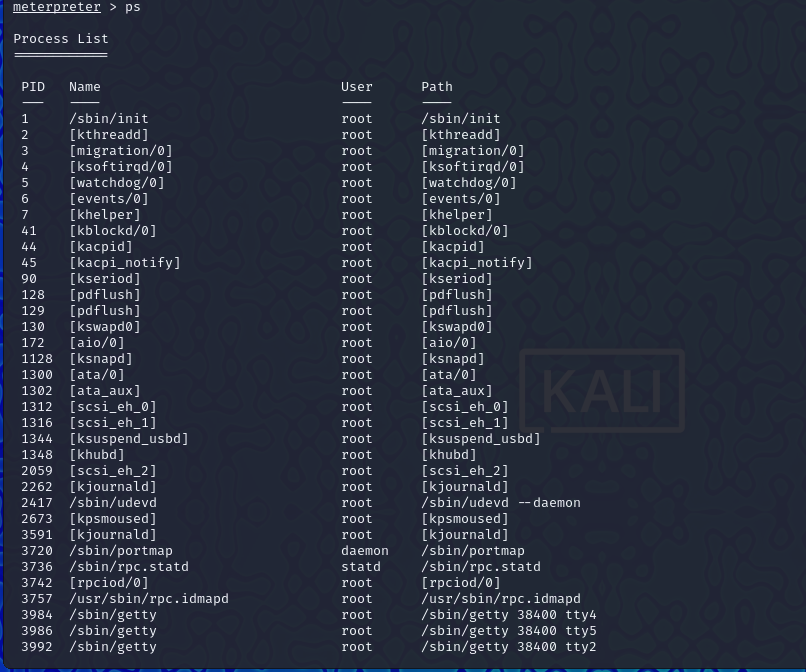 meterpreter > ps
Process List
PID Name User Path
1 /sbin/init root /sbin/init
2 [kthreadd] root [kthreadd]
3 [migration/0] root [migration/0]
4 [ksoftirqd/0] root [ksoftirqd/0]
5 [watchdog/0] root [watchdog/0]
6 [events/0] root [events/0]
7 [khelper] root [khelper]
41 [kblockd/0] root [kblockd/0]
44 [kacpid] root [kacpid]
45 [kacpi_notify] root [kacpi_notify]
90 [kseriod] root [kseriod]
128 [pdflush] root [pdflush]
129 [pdflush] root [pdflush]
130 [kswapd0] root [kswapd0]
172 [aio/0] root [aio/0]
1128 [ksnapd] root [ksnapd]
1300 [ata/0] root [ata/0]
1302 [ata_aux] root [ata_aux]
1312 [scsi_eh_0] root [scsi_eh_0]
1316 [scsi_eh_1] root [scsi_eh_1]
1344 [ksuspend_usbd] root [ksuspend_usbd]
1348 [khubd] root [khubd]
2059 [scsi_eh_2] root [scsi_eh_2]
2262 [kjournald] root [kjournald]
2417 /sbin/udevd root /sbin/udevd --daemon
2673 [kpsmoused] root [kpsmoused]
3591 [kjournald] root [kjournald]
3720 /sbin/portmap daemon /sbin/portmap
3736 /sbin/rpc.statd statd /sbin/rpc.statd
3742 [rpciod/0] root [rpciod/0]
3757 /usr/sbin/rpc.idmapd root /usr/sbin/rpc.idmapd
3984 /sbin/getty root /sbin/getty 38400 tty4
3986 /sbin/getty root /sbin/getty 38400 tty5
3992 /sbin/getty root /sbin/getty 38400 tty2
KALI